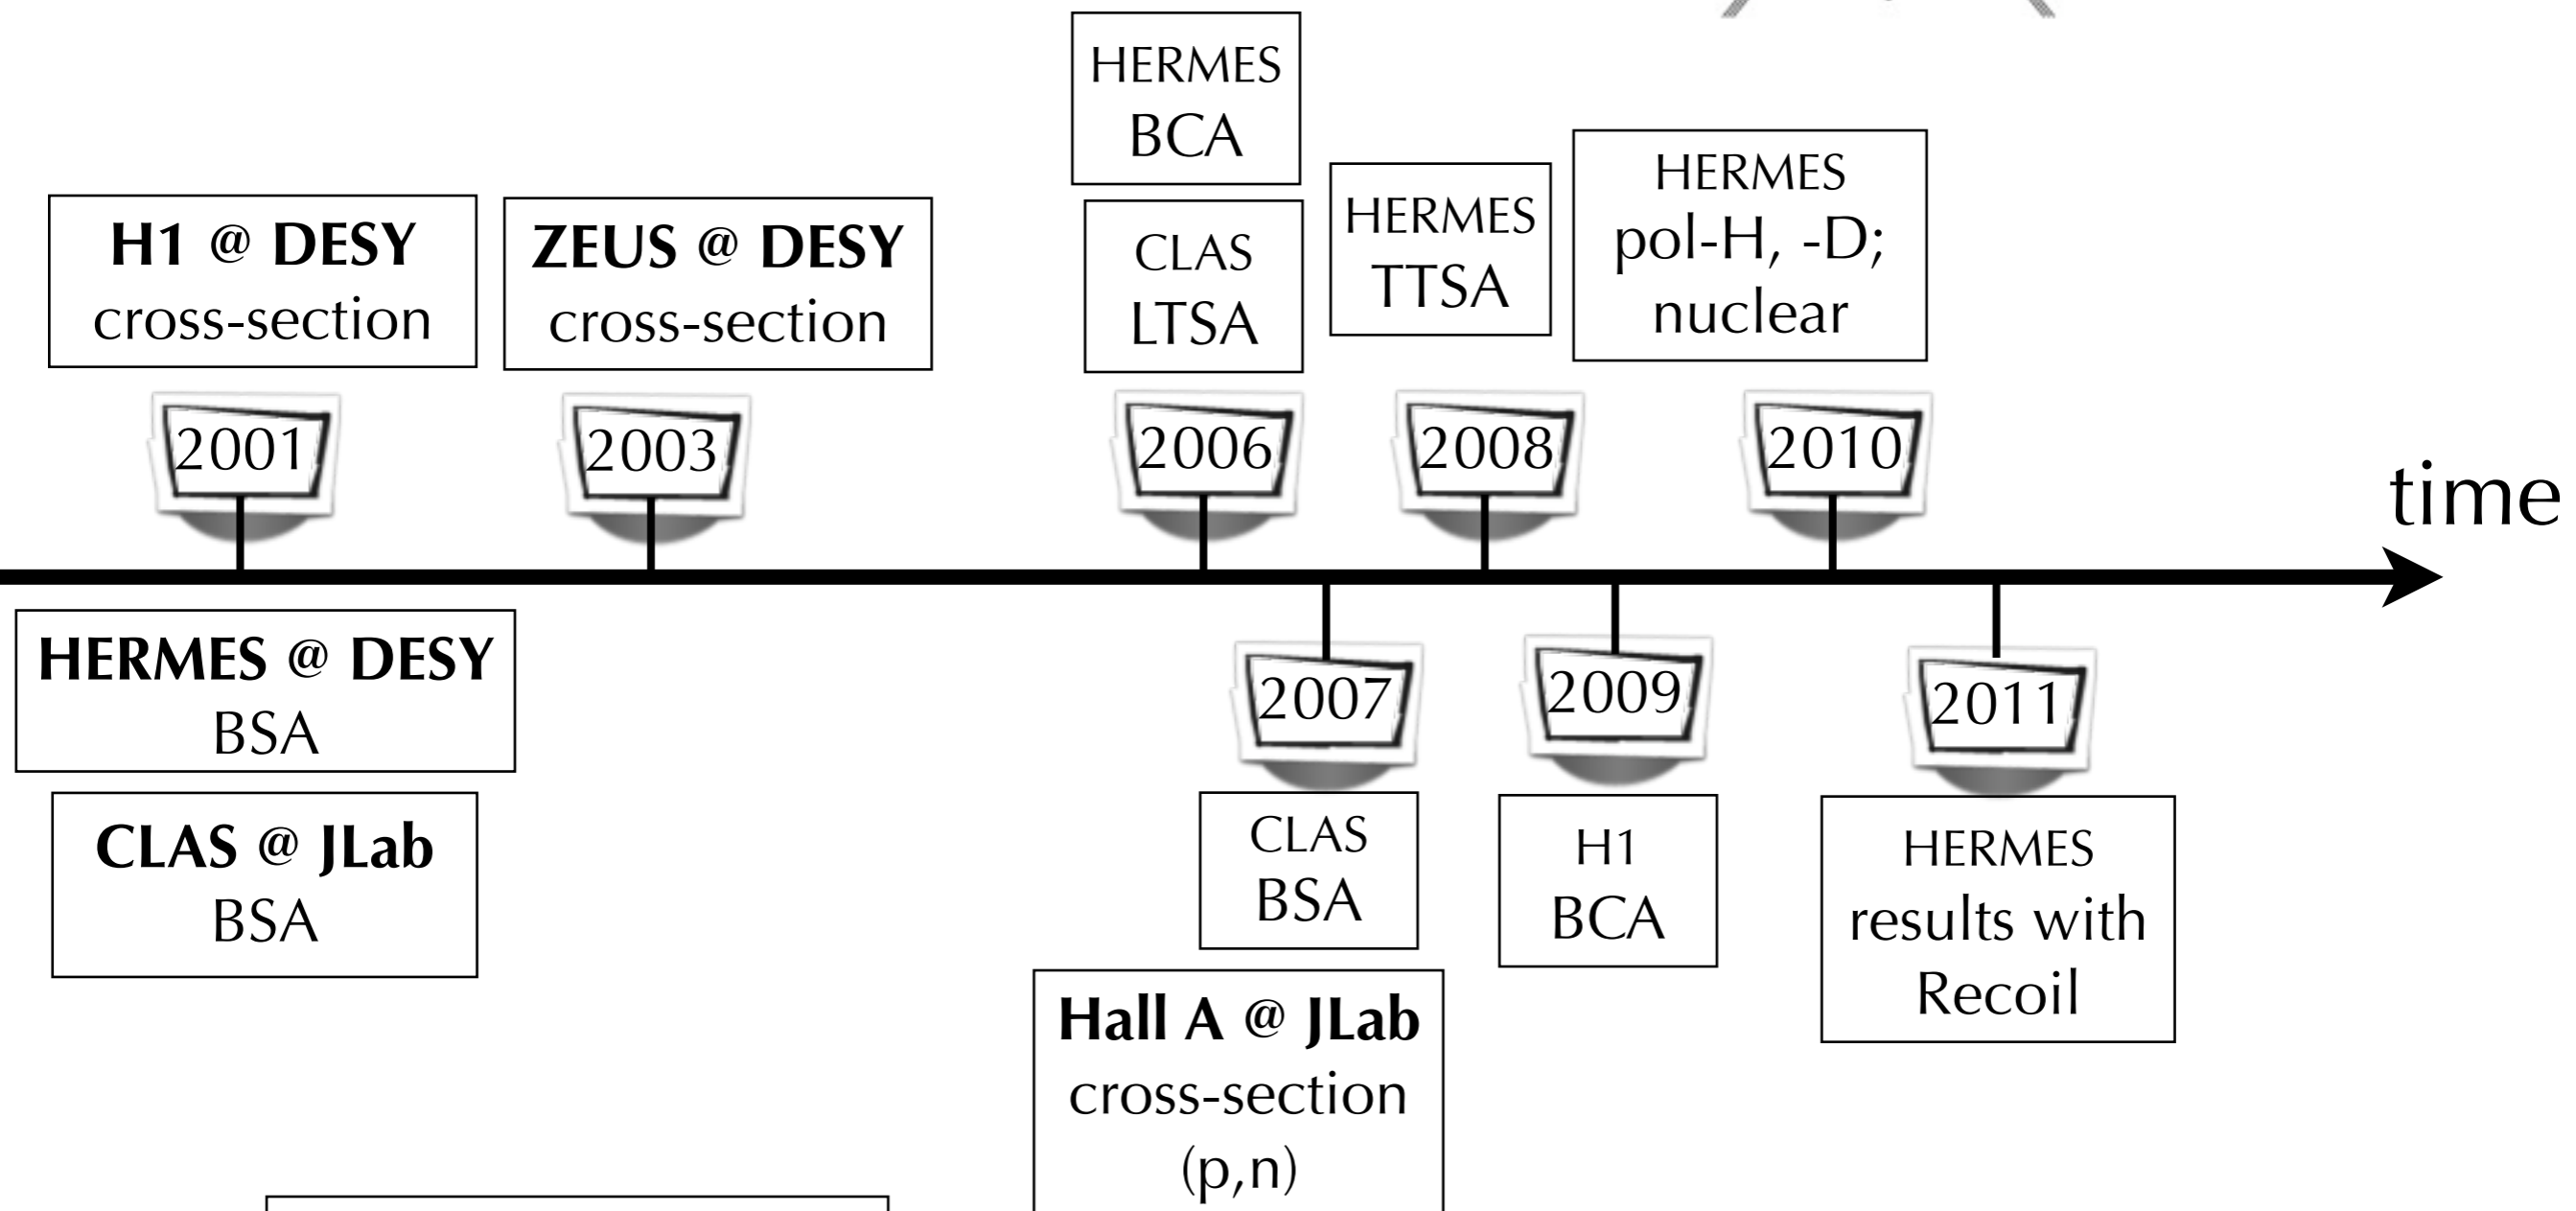 HERMES
BCA
CLAS
LTSA
HERMES
TTSA
HERMES
pol-H, -D;
nuclear
H1 @ DESY
cross-section
ZEUS @ DESY
cross-section
2001
2003
2006
2008
2010
time
HERMES @ DESY
BSA
CLAS @ JLab
BSA
2007
2009
2011
CLAS
BSA
H1
BCA
HERMES
results with
Recoil
Hall A @ JLab
cross-section
(p,n)